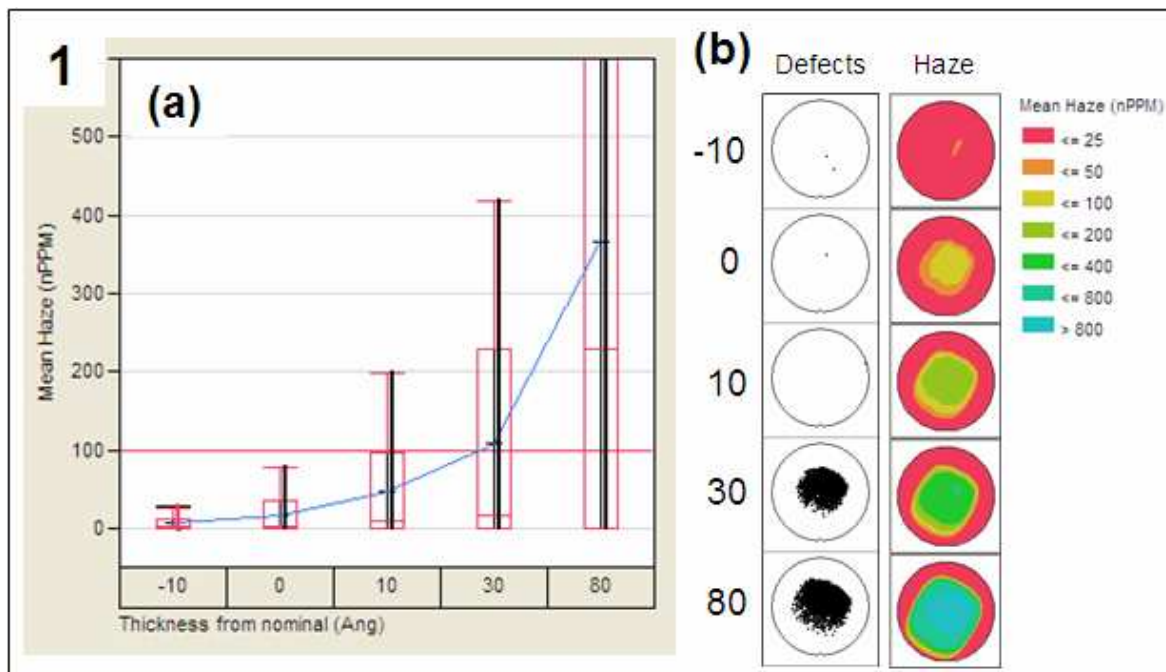 1
(a)
500
400
300
200
100
0
Mean Haze (nPPM)
-10 0 10 30 80
Thickness from nominal (Ang)
(b)
Defects Haze
-10
0
10
30
80
Mean Haze (nPPM)
<= 25
<= 50
<= 100
<= 200
<= 400
<= 800
> 800